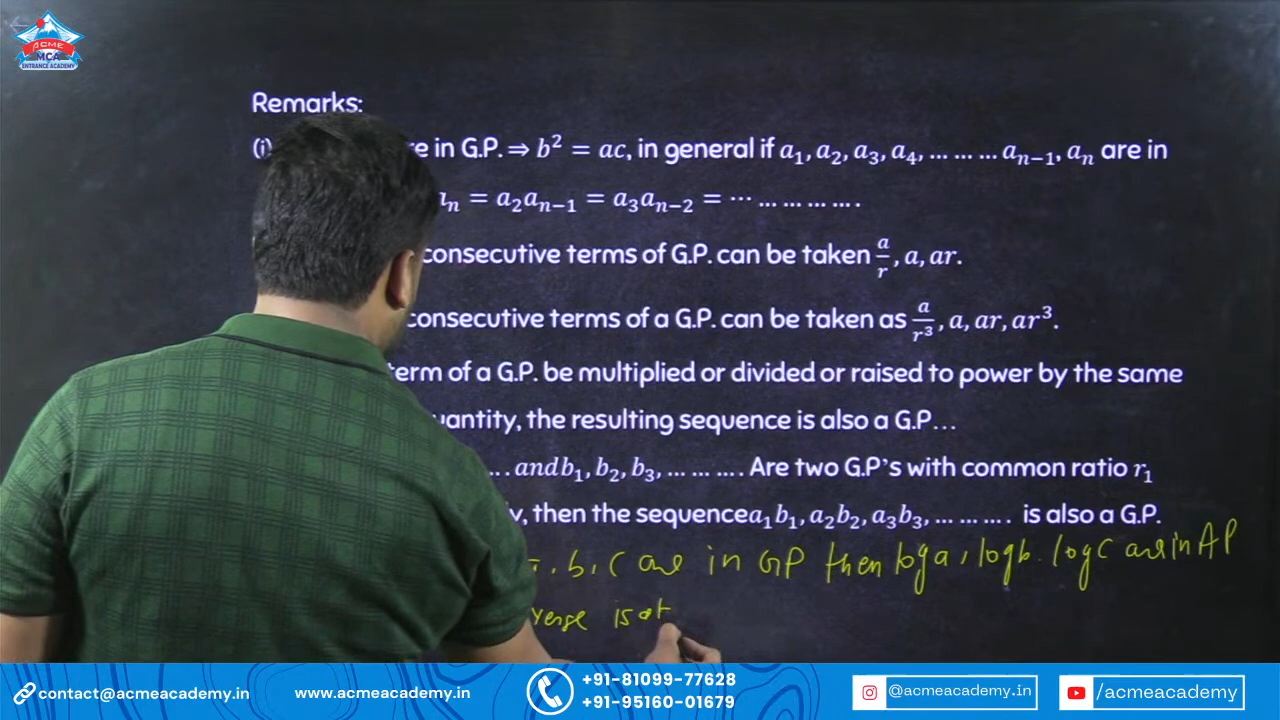 ACME
MCA
ENTRANCE ACADEMY
Remarks:
(i) re in G.P. ⇒ b² = ac, in general if a₁, a₂, a₃, a₄, … … … aₙ₋₁, aₙ are in
aₙ = a₂aₙ₋₁ = a₃aₙ₋₂ = ⋯ … … … .
consecutive terms of G.P. can be taken a/r, a, ar.
consecutive terms of a G.P. can be taken as a/r³, a, ar, ar³.
term of a G.P. be multiplied or divided or raised to power by the same
uantity, the resulting sequence is also a G.P…
. . and b₁, b₂, b₃, … … … . Are two G.P's with common ratio r₁
y, then the sequence a₁b₁, a₂b₂, a₃b₃, … … … . is also a G.P.
, b, c are in GP then log a, log b. log c are in AP
verse is
contact@acmeacademy.in
www.acmeacademy.in
+91-81099-77628
+91-95160-01679
@acmeacademy.in
/acmeacademy